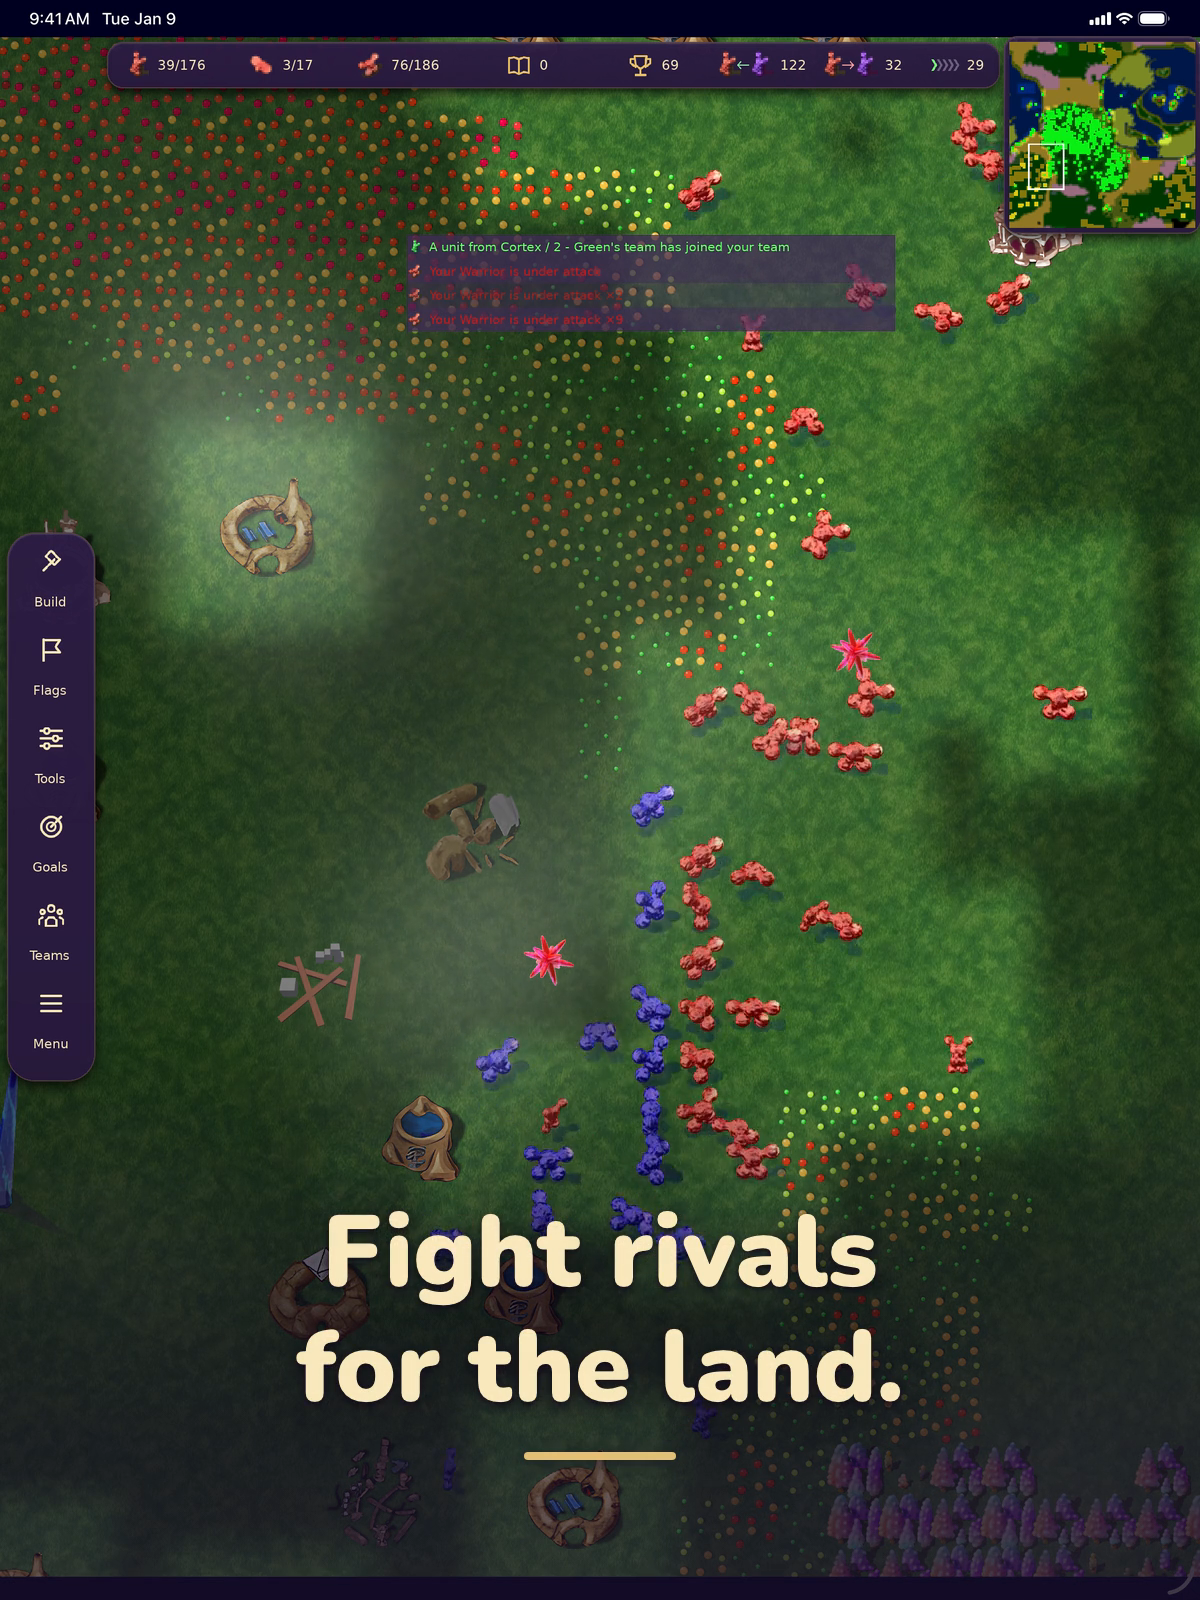 9:41 AM Tue Jan 9
39/176 3/17 76/186 0 69 122 32 29
A unit from Cortex / 2 - Green's team has joined your team
Your Warrior is under attack
Your Warrior is under attack
Your Warrior is under attack ×9
Build
Flags
Tools
Goals
Teams
Menu
Fight rivals
for the land.